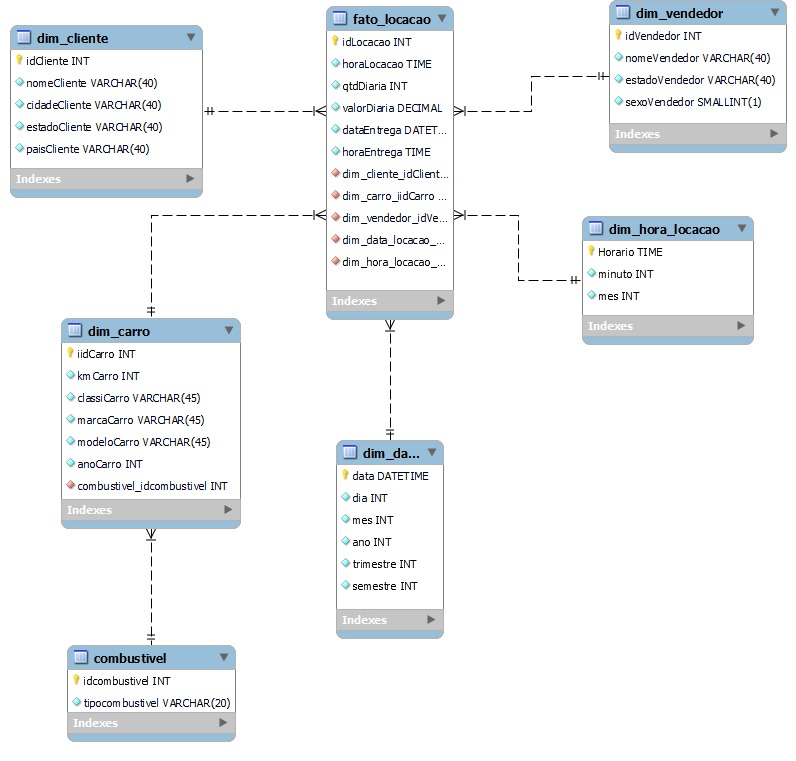 dim_cliente
idCliente INT
nomeCliente VARCHAR(40)
cidadeCliente VARCHAR(40)
estadoCliente VARCHAR(40)
paisCliente VARCHAR(40)
Indexes
fato_locacao
idLocacao INT
horaLocacao TIME
qtdDiaria INT
valorDiaria DECIMAL
dataEntrega DATET...
horaEntrega TIME
dim_cliente_idClient...
dim_carro_iidCarro ...
dim_vendedor_idVe...
dim_data_locacao_...
dim_hora_locacao_...
Indexes
dim_vendedor
idVendedor INT
nomeVendedor VARCHAR(40)
estadoVendedor VARCHAR(40)
sexoVendedor SMALLINT(1)
Indexes
dim_hora_locacao
Horario TIME
minuto INT
mes INT
Indexes
dim_carro
iidCarro INT
kmCarro INT
classiCarro VARCHAR(45)
marcaCarro VARCHAR(45)
modeloCarro VARCHAR(45)
anoCarro INT
combustivel_idcombustivel INT
Indexes
dim_da...
data DATETIME
dia INT
mes INT
ano INT
trimestre INT
semestre INT
Indexes
combustivel
idcombustivel INT
tipocombustivel VARCHAR(20)
Indexes